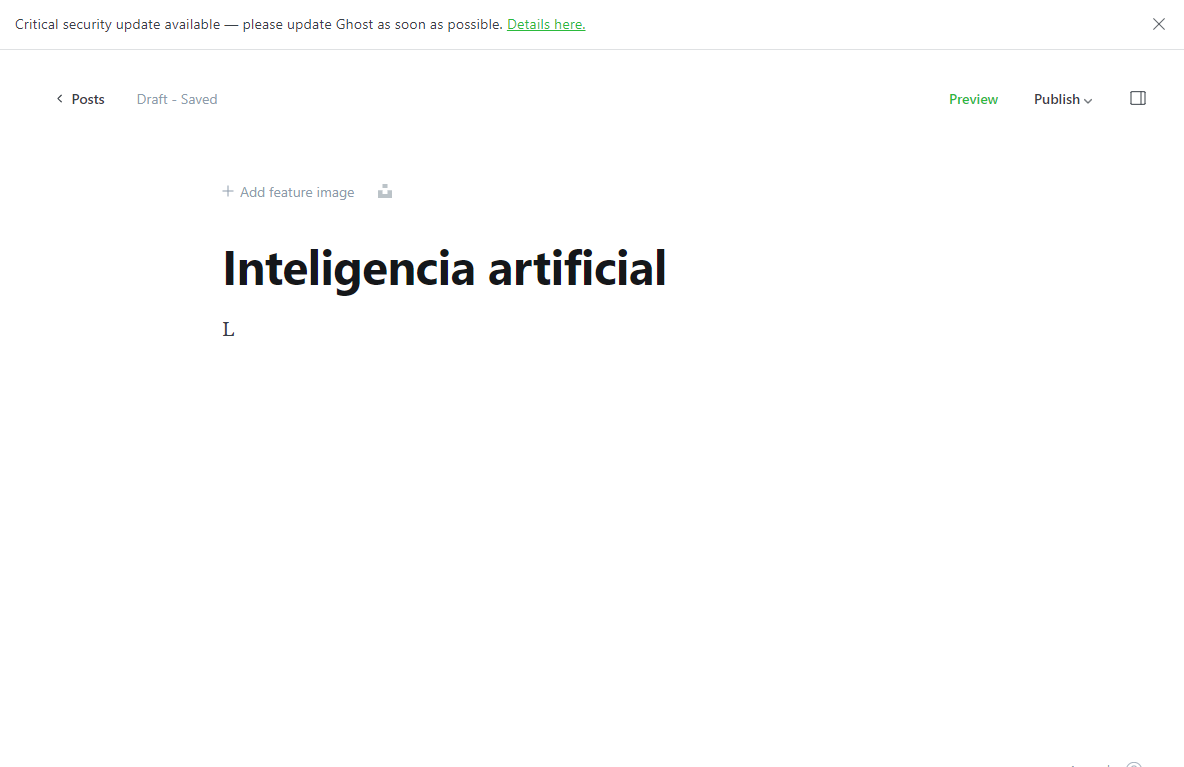 Critical security update available — please update Ghost as soon as possible. Details here.
Posts
Draft - Saved
Preview
Publish
Add feature image
Inteligencia artificial
L